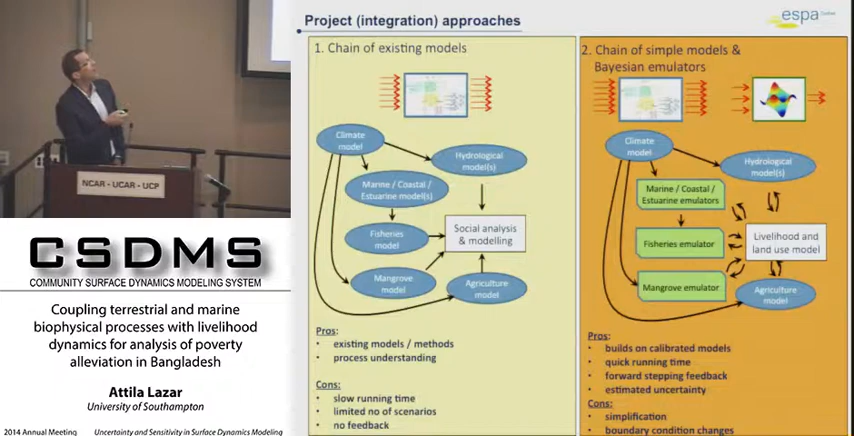 Project (integration) approaches
espa
1. Chain of existing models
Climate
model
Hydrological
model(s)
Marine / Coastal /
Estuarine model(s)
Fisheries
model
Social analysis
& modelling
Mangrove
model
Agriculture
model
Pros:
• existing models / methods
• process understanding
Cons:
• slow running time
• limited no of scenarios
• no feedback
2. Chain of simple models &
Bayesian emulators
Climate
model
Hydrological
model(s)
Marine / Coastal /
Estuarine emulators
Fisheries emulator
Livelihood and
land use model
Mangrove emulator
Agriculture
model
Pros:
• builds on calibrated models
• quick running time
• forward stepping feedback
• estimated uncertainty
Cons:
• simplification
• boundary condition changes
NCAR - UCAR - UCP
CSDMS
COMMUNITY SURFACE DYNAMICS MODELING SYSTEM
Coupling terrestrial and marine
biophysical processes with livelihood
dynamics for analysis of poverty
alleviation in Bangladesh
Attila Lazar
University of Southampton
2014 Annual Meeting Uncertainty and Sensitivity in Surface Dynamics Modeling